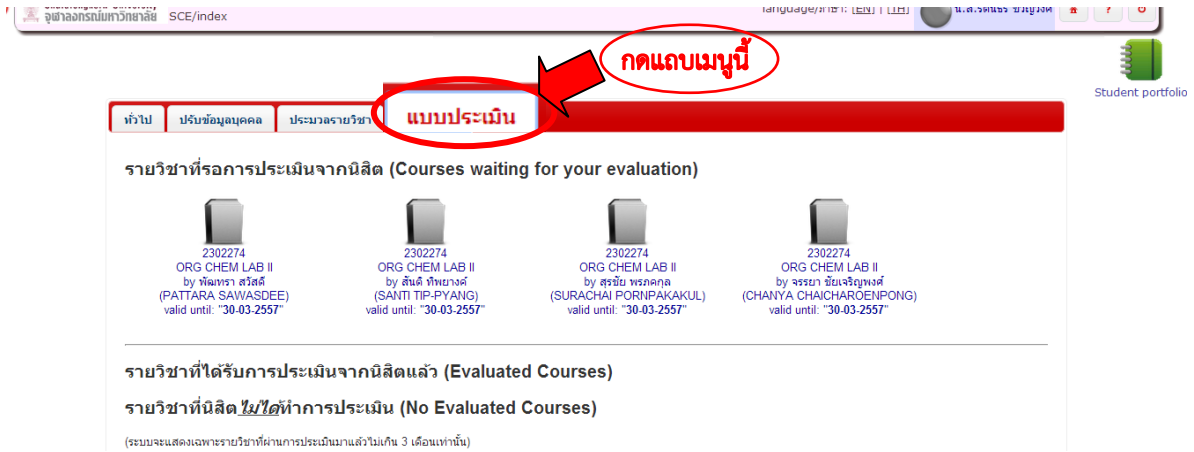 จุฬาลงกรณ์มหาวิทยาลัย SCE/index
language/ภาษา: [EN] | [TH]
? 
กดแถบเมนูนี้
Student portfolio
ทั่วไป ปรับข้อมูลบุคคล ประมวลรายวิชา แบบประเมิน
รายวิชาที่รอการประเมินจากนิสิต (Courses waiting for your evaluation)
2302274 2302274 2302274 2302274
ORG CHEM LAB II ORG CHEM LAB II ORG CHEM LAB II ORG CHEM LAB II
by พัฒทรา สวัสดี by สันติ ทิพยางค์ by สุรชัย พรภคกุล by จรรยา ชัยเจริญพงศ์
(PATTARA SAWASDEE) (SANTI TIP-PYANG) (SURACHAI PORNPAKAKUL) (CHANYA CHAICHAROENPONG)
valid until: "30-03-2557" valid until: "30-03-2557" valid until: "30-03-2557" valid until: "30-03-2557"
รายวิชาที่ได้รับการประเมินจากนิสิตแล้ว (Evaluated Courses)
รายวิชาที่นิสิตไม่ได้ทำการประเมิน (No Evaluated Courses)
(ระบบจะแสดงเฉพาะรายวิชาที่ผ่านการประเมินมาแล้วไม่เกิน 3 เดือนเท่านั้น)